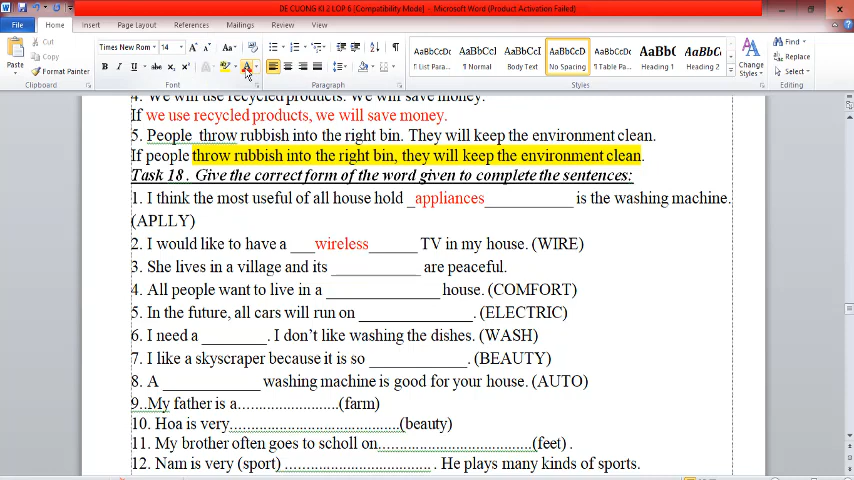 DE CUONG KI 2 LOP 6 [Compatibility Mode] - Microsoft Word (Product Activation Failed)
File Home Insert Page Layout References Mailings Review View
Cut
Copy
Paste
Format Painter
Clipboard
Times New Rom 14
Font
Paragraph
AaBbCcDc AaBbCcI AaBbCcI AaBbCcD AaBbCcDc AaBbC AaBbCc
¶ List Para... ¶ Title Body Text No Spacing ¶ Table Pa... Heading 1 Heading 2
Change Styles
Styles
Find
Replace
Select
Editing
4. We will use recycled products. We will save money.
If we use recycled products, we will save money.
5. People throw rubbish into the right bin. They will keep the environment clean.
If people throw rubbish into the right bin, they will keep the environment clean.
Task 18 . Give the correct form of the word given to complete the sentences:
1. I think the most useful of all house hold _appliances___________ is the washing machine.
(APLLY)
2. I would like to have a ___wireless______ TV in my house. (WIRE)
3. She lives in a village and its ___________ are peaceful.
4. All people want to live in a ______________ house. (COMFORT)
5. In the future, all cars will run on ______________. (ELECTRIC)
6. I need a ________. I don’t like washing the dishes. (WASH)
7. I like a skyscraper because it is so ____________. (BEAUTY)
8. A ____________ washing machine is good for your house. (AUTO)
9..My father is a.........................(farm)
10. Hoa is very..........................................(beauty)
11. My brother often goes to scholl on......................................(feet) .
12. Nam is very (sport) .................................... . He plays many kinds of sports.